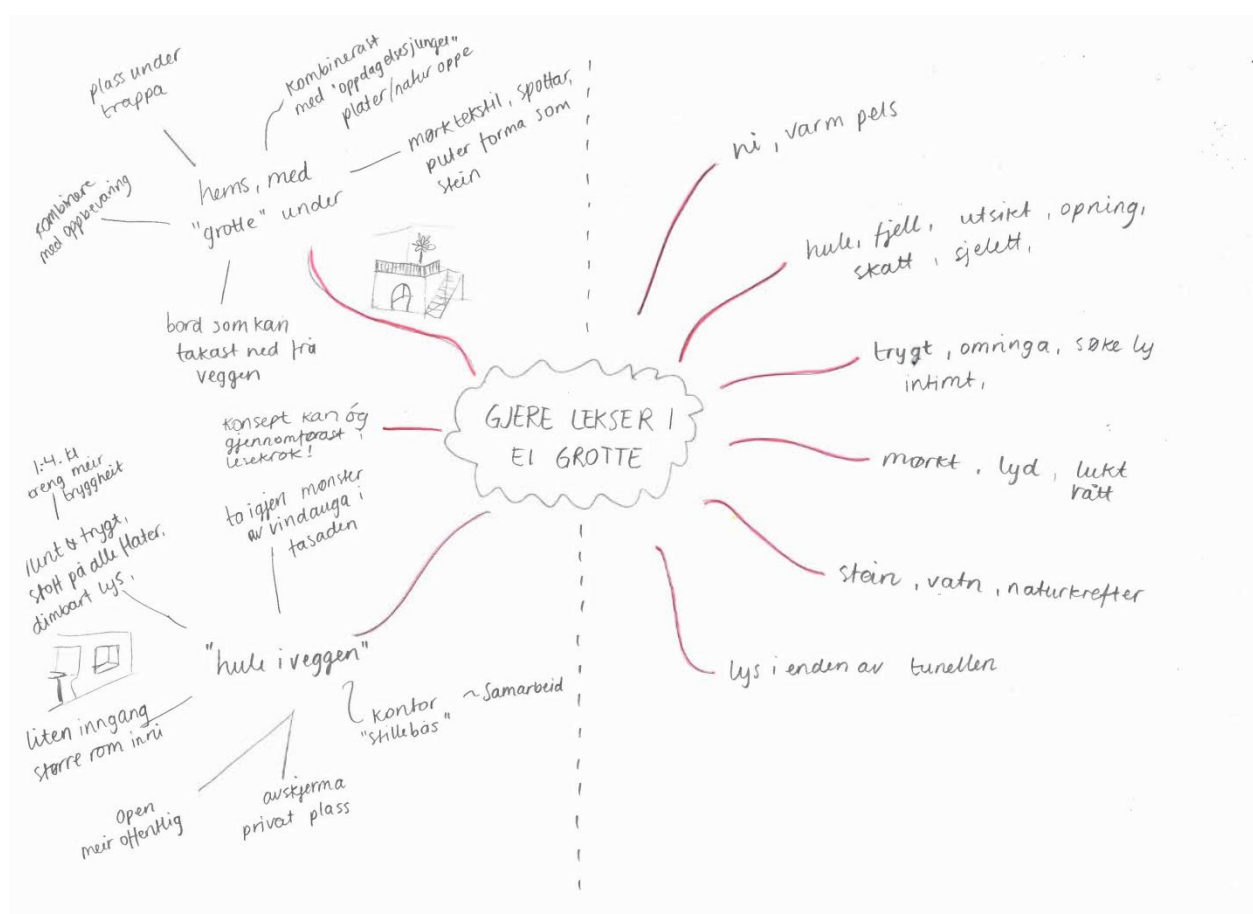 plass under
trappa
kombinerast
med "oppdagelsesjungel"
plater/natur oppe
mørk tekstil, spottar,
puter forma som
stein
kombinere
med oppbevaring
hems, med
"grotte" under
bord som kan
takast ned frå
veggen
konsept kan óg
gjennomførast i
lesekrok!
GJERE LEKSER I
EI GROTTE
1.-4. kl
treng meir
tryggheit
lunt & trygt,
stoff på alle flater,
dimbart lys.
ta igjen mønster
av vindauga i
fasaden
"hule i veggen"
liten inngang
større rom inni
open
meir offentlig
avskjerma
privat plass
kontor ~ samarbeid
"stillebås"
hi, varm pels
hule, fjell, utsikt, opning,
skatt, sjelett,
trygt, omringa, søke ly
intimt,
mørkt, lyd, lukt
rått
stein, vatn, naturkrefter
lys i enden av tunellen